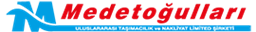 Medetoğulları
ULUSLARARASI TAŞIMACILIK ve NAKLİYAT LİMİTED ŞİRKETİ